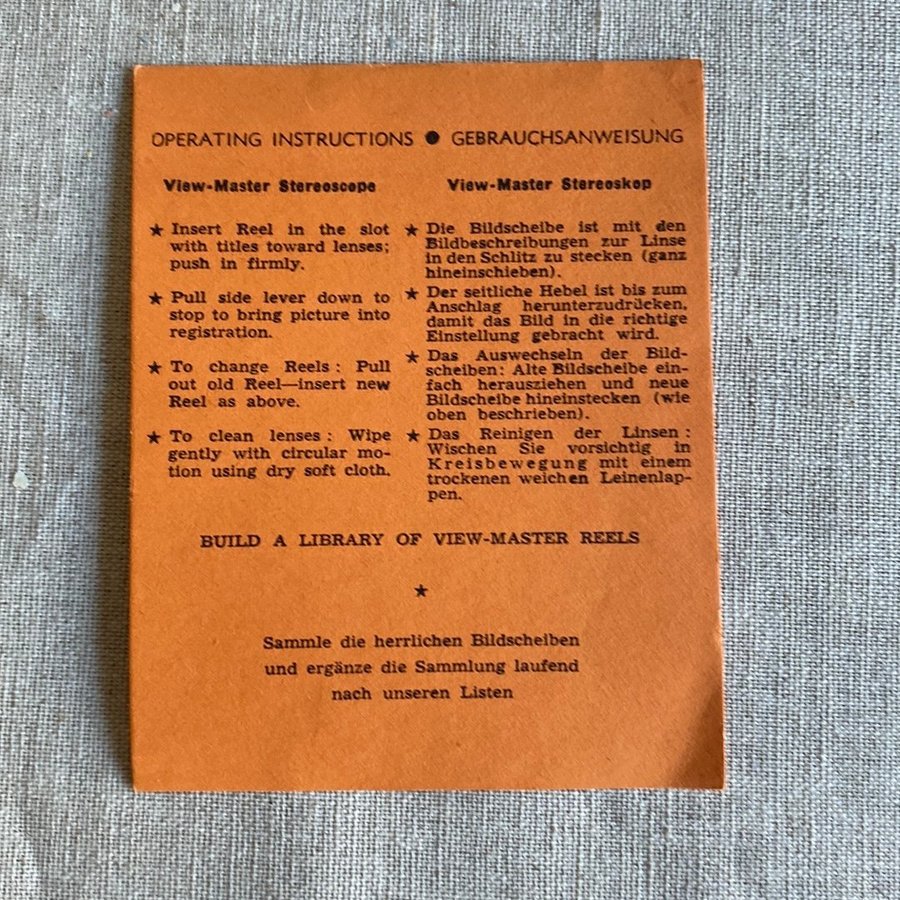 OPERATING INSTRUCTIONS ● GEBRAUCHSANWEISUNG
View-Master Stereoscope
★ Insert Reel in the slot
with titles toward lenses;
push in firmly.
★ Pull side lever down to
stop to bring picture into
registration.
★ To change Reels : Pull
out old Reel—insert new
Reel as above.
★ To clean lenses : Wipe
gently with circular mo-
tion using dry soft cloth.
View-Master Stereoskop
★ Die Bildscheibe ist mit den
Bildbeschreibungen zur Linse
in den Schlitz zu stecken (ganz
hineinschieben).
★ Der seitliche Hebel ist bis zum
Anschlag herunterzudrücken,
damit das Bild in die richtige
Einstellung gebracht wird.
★ Das Auswechseln der Bild-
scheiben: Alte Bildscheibe ein-
fach herausziehen und neue
Bildscheibe hineinstecken (wie
oben beschrieben).
★ Das Reinigen der Linsen :
Wischen Sie vorsichtig in
Kreisbewegung mit einem
trockenen weichen Leinenlap-
pen.
BUILD A LIBRARY OF VIEW-MASTER REELS
★
Sammle die herrlichen Bildscheiben
und ergänze die Sammlung laufend
nach unseren Listen